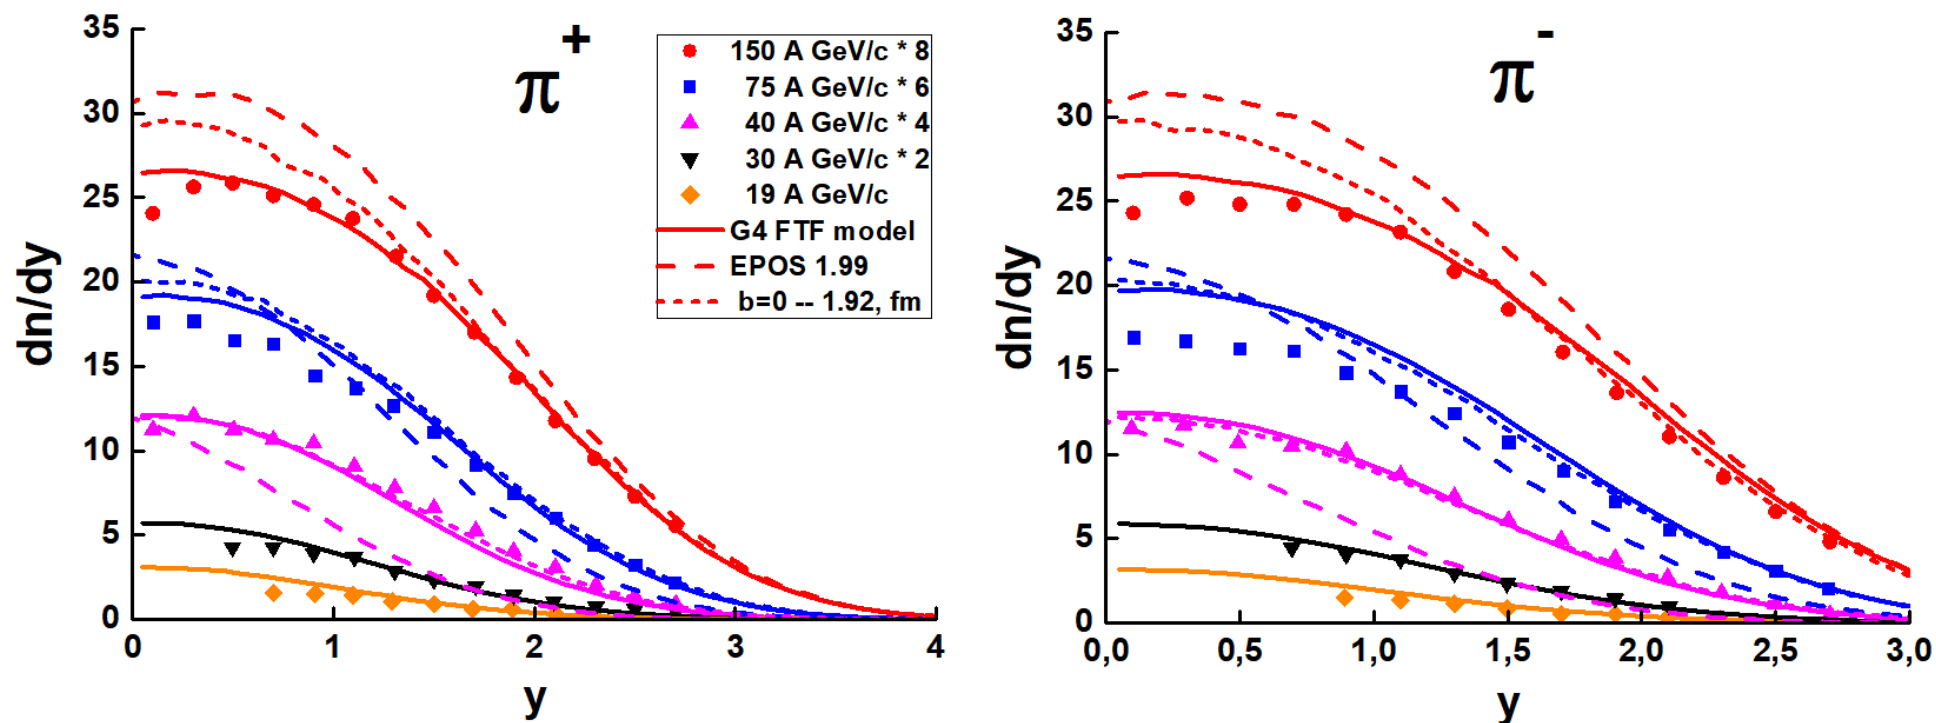 π+
dn/dy
35
30
25
20
15
10
5
0
0 1 2 3 4
y
150 A GeV/c * 8
75 A GeV/c * 6
40 A GeV/c * 4
30 A GeV/c * 2
19 A GeV/c
G4 FTF model
EPOS 1.99
b=0 -- 1.92, fm
π-
dn/dy
35
30
25
20
15
10
5
0
0,0 0,5 1,0 1,5 2,0 2,5 3,0
y